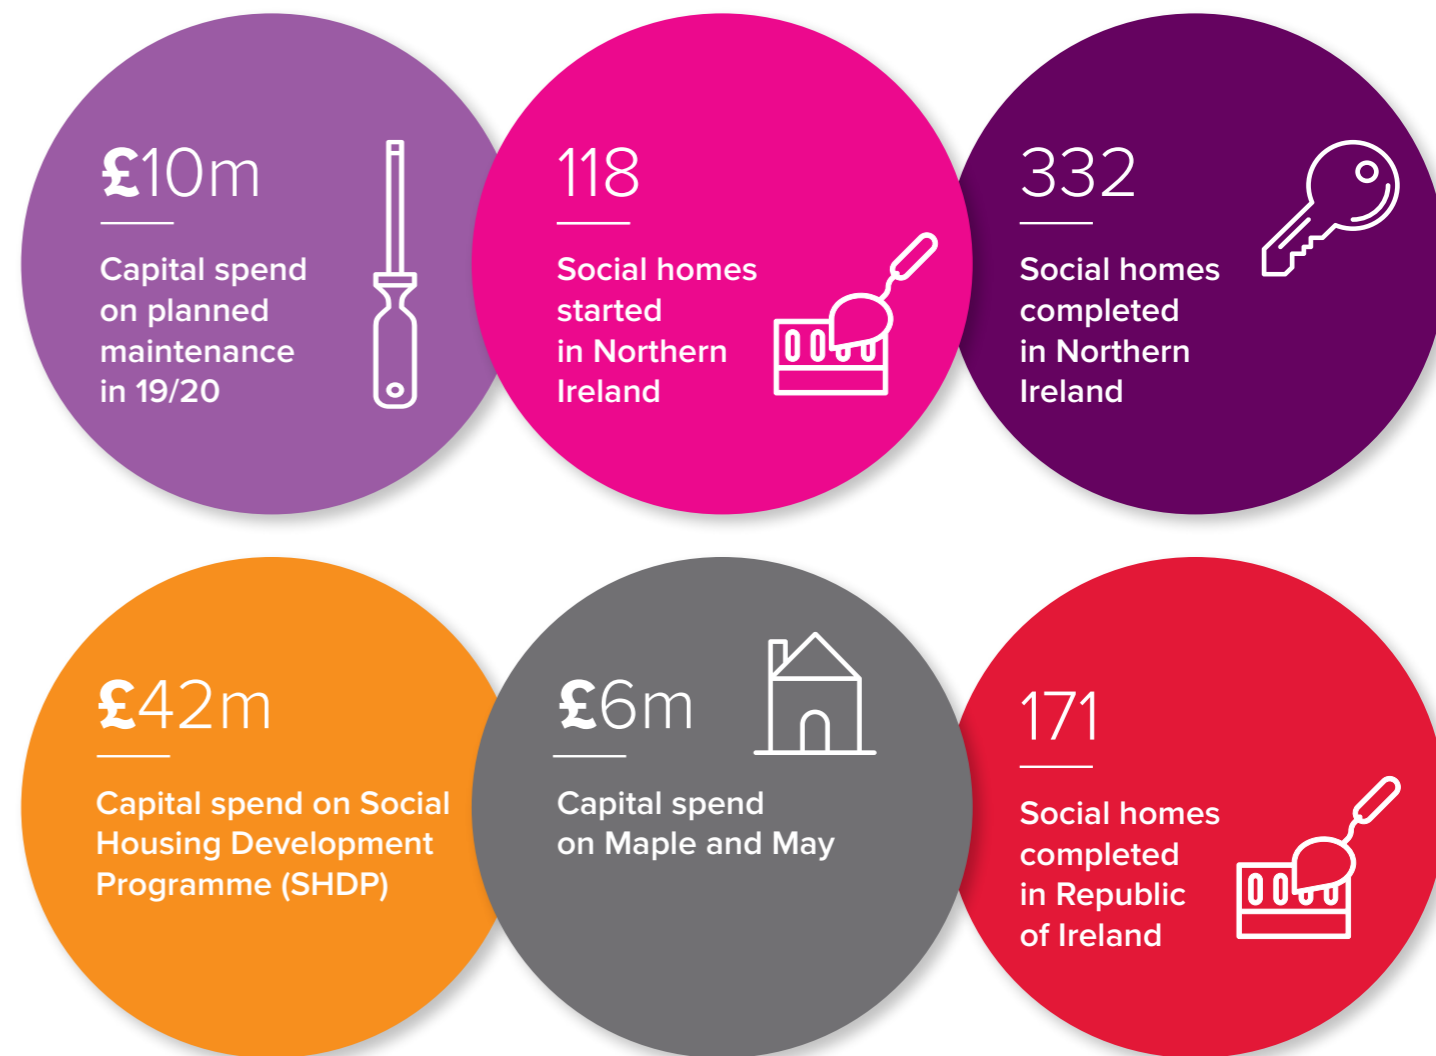 £10m
Capital spend
on planned
maintenance
in 19/20
118
Social homes
started
in Northern
Ireland
332
Social homes
completed
in Northern
Ireland
£42m
Capital spend on Social
Housing Development
Programme (SHDP)
£6m
Capital spend
on Maple and May
171
Social homes
completed
in Republic
of Ireland